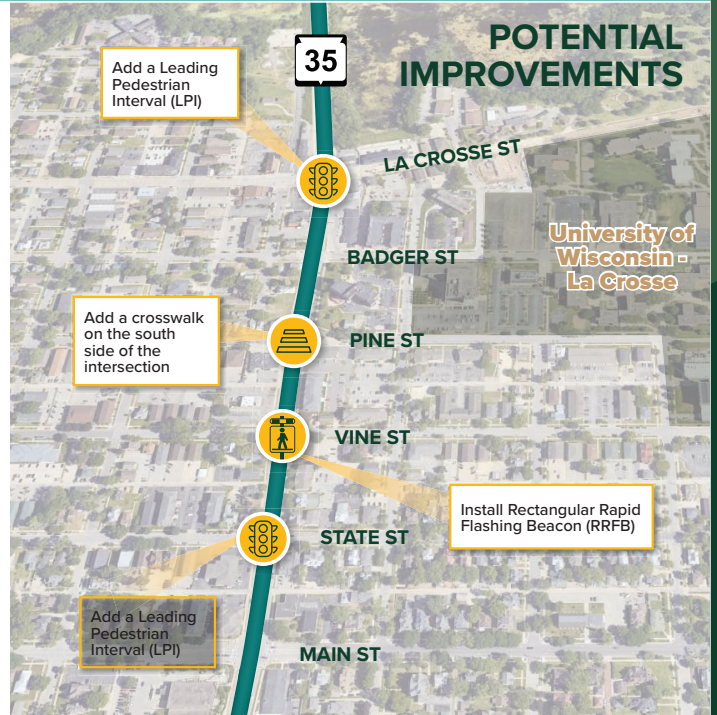 POTENTIAL
IMPROVEMENTS
35
Add a Leading
Pedestrian
Interval (LPI)
LA CROSSE ST
University of
Wisconsin -
La Crosse
BADGER ST
Add a crosswalk
on the south
side of the
intersection
PINE ST
VINE ST
Install Rectangular Rapid
Flashing Beacon (RRFB)
STATE ST
Add a Leading
Pedestrian
Interval (LPI)
MAIN ST